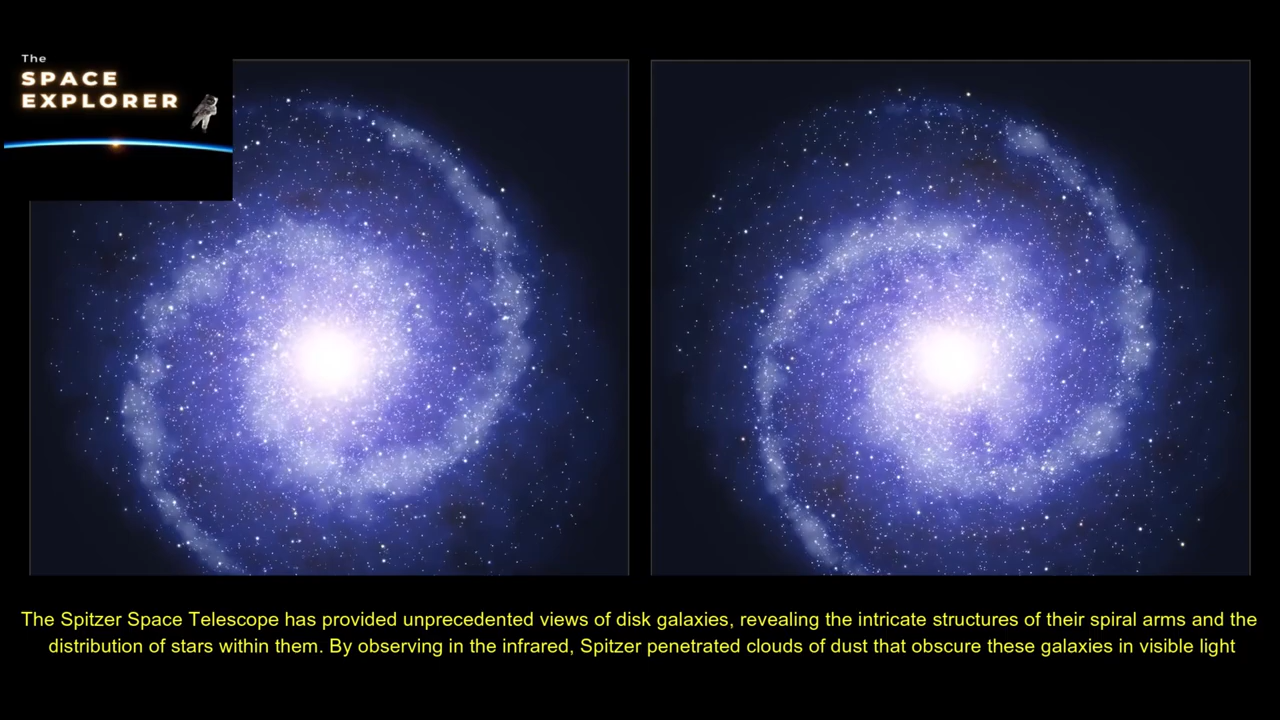 The
SPACE
EXPLORER
The Spitzer Space Telescope has provided unprecedented views of disk galaxies, revealing the intricate structures of their spiral arms and the
distribution of stars within them. By observing in the infrared, Spitzer penetrated clouds of dust that obscure these galaxies in visible light